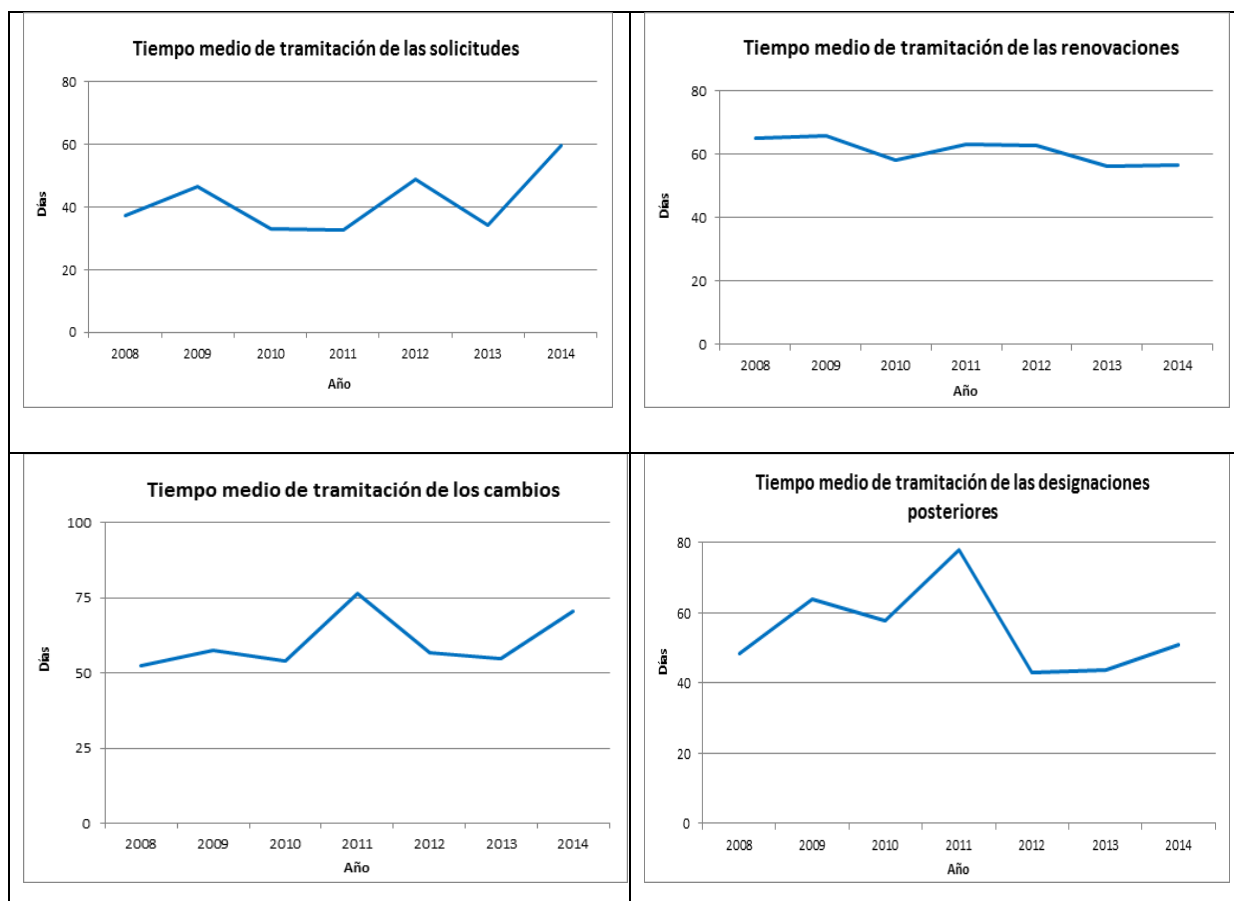 Tiempo medio de tramitación de las solicitudes
80
60
40
20
0
Días
2008 2009 2010 2011 2012 2013 2014
Año
Tiempo medio de tramitación de las renovaciones
80
60
40
20
0
Días
2008 2009 2010 2011 2012 2013 2014
Año
Tiempo medio de tramitación de los cambios
100
75
50
25
0
Días
2008 2009 2010 2011 2012 2013 2014
Año
Tiempo medio de tramitación de las designaciones
posteriores
80
60
40
20
0
Días
2008 2009 2010 2011 2012 2013 2014
Año